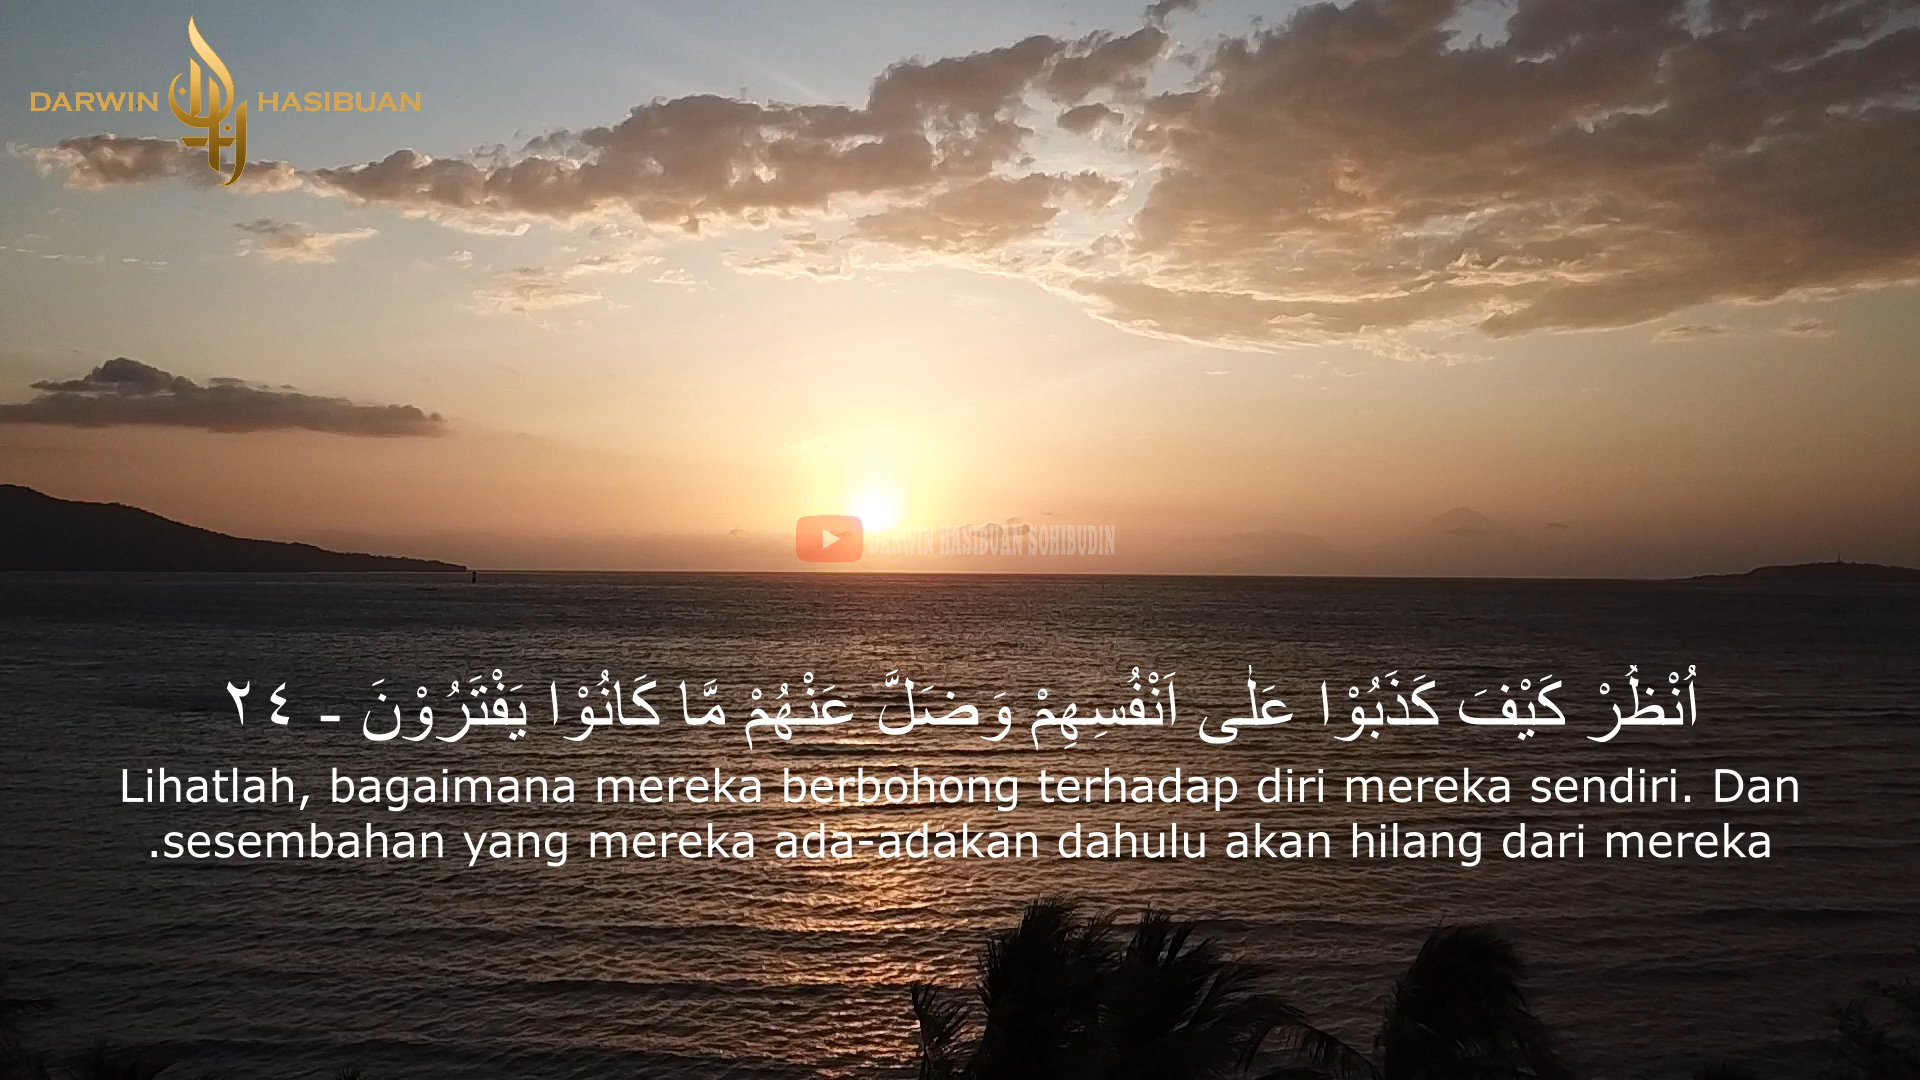 DARWIN HASIBUAN
DARWIN HASIBUAN SOHIBUDIN
اُنْظُرْ كَيْفَ كَذَبُوْا عَلٰٓى اَنْفُسِهِمْ وَضَلَّ عَنْهُمْ مَّا كَانُوْا يَفْتَرُوْنَ - ٢٤
Lihatlah, bagaimana mereka berbohong terhadap diri mereka sendiri. Dan
.sesembahan yang mereka ada-adakan dahulu akan hilang dari mereka